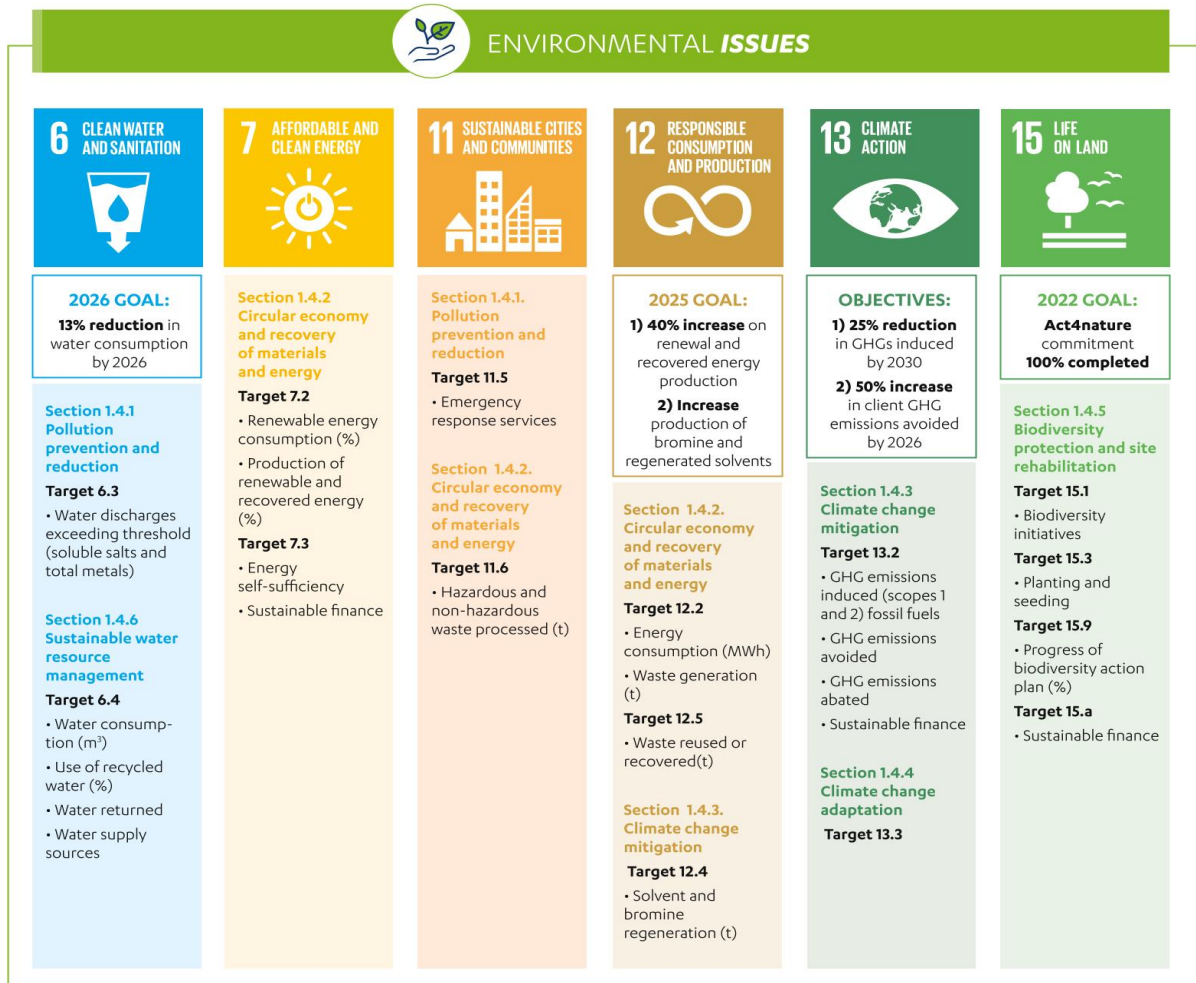 ENVIRONMENTAL ISSUES
6 CLEAN WATER
AND SANITATION
2026 GOAL:
13% reduction in
water consumption
by 2026
Section 1.4.1
Pollution
prevention and
reduction
Target 6.3
• Water discharges
exceeding threshold
(soluble salts and
total metals)
Section 1.4.6
Sustainable water
resource
management
Target 6.4
• Water consump-
tion (m³)
• Use of recycled
water (%)
• Water returned
• Water supply
sources
7 AFFORDABLE AND
CLEAN ENERGY
Section 1.4.2
Circular economy
and recovery
of materials
and energy
Target 7.2
• Renewable energy
consumption (%)
• Production of
renewable and
recovered energy
(%)
Target 7.3
• Energy
self-sufficiency
• Sustainable finance
11 SUSTAINABLE CITIES
AND COMMUNITIES
Section 1.4.1.
Pollution
prevention and
reduction
Target 11.5
• Emergency
response services
Section 1.4.2.
Circular economy
and recovery
of materials
and energy
Target 11.6
• Hazardous and
non-hazardous
waste processed (t)
12 RESPONSIBLE
CONSUMPTION
AND PRODUCTION
2025 GOAL:
1) 40% increase on
renewal and
recovered energy
production
2) Increase
production of
bromine and
regenerated solvents
Section 1.4.2.
Circular economy
and recovery
of materials
and energy
Target 12.2
• Energy
consumption (MWh)
• Waste generation
(t)
Target 12.5
• Waste reused or
recovered(t)
Section 1.4.3.
Climate change
mitigation
Target 12.4
• Solvent and
bromine
regeneration (t)
13 CLIMATE
ACTION
OBJECTIVES:
1) 25% reduction
in GHGs induced
by 2030
2) 50% increase
in client GHG
emissions avoided
by 2026
Section 1.4.3
Climate change
mitigation
Target 13.2
• GHG emissions
induced (scopes 1
and 2) fossil fuels
• GHG emissions
avoided
• GHG emissions
abated
• Sustainable finance
Section 1.4.4
Climate change
adaptation
Target 13.3
15 LIFE
ON LAND
2022 GOAL:
Act4nature
commitment
100% completed
Section 1.4.5
Biodiversity
protection and site
rehabilitation
Target 15.1
• Biodiversity
initiatives
Target 15.3
• Planting and
seeding
Target 15.9
• Progress of
biodiversity action
plan (%)
Target 15.a
• Sustainable finance